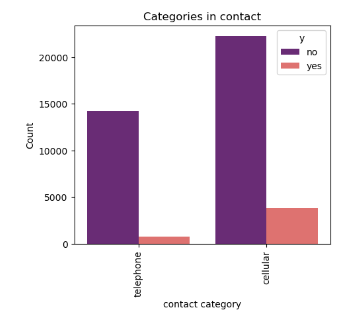 Categories in contact
y
no
yes
20000
15000
10000
5000
0
Count
telephone
cellular
contact category